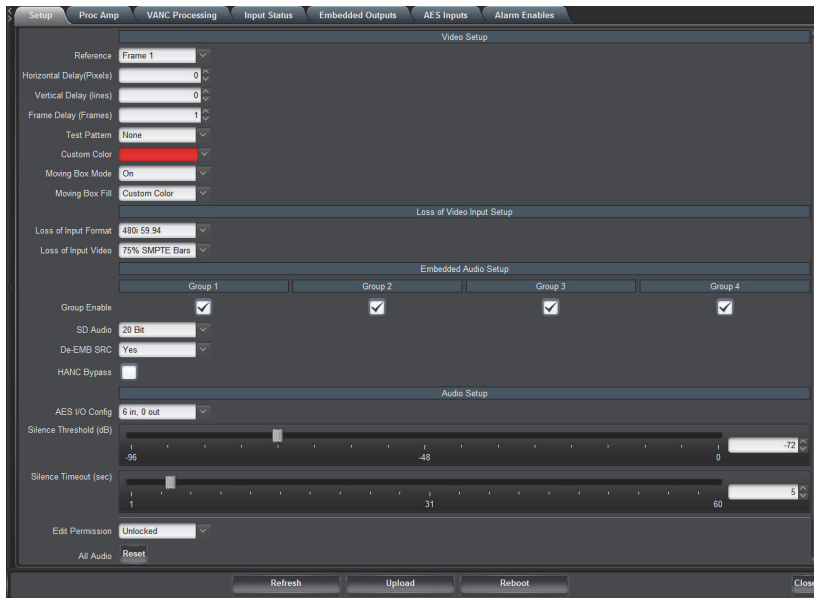 Setup Proc Amp VANC Processing Input Status Embedded Outputs AES Inputs Alarm Enables
Video Setup
Reference Frame 1
Horizontal Delay(Pixels) 0
Vertical Delay (lines) 0
Frame Delay (Frames) 1
Test Pattern None
Custom Color
Moving Box Mode On
Moving Box Fill Custom Color
Loss of Video Input Setup
Loss of Input Format 480i 59.94
Loss of Input Video 75% SMPTE Bars
Embedded Audio Setup
Group 1 Group 2 Group 3 Group 4
Group Enable
SD Audio 20 Bit
De-EMB SRC Yes
HANC Bypass
Audio Setup
AES I/O Config 6 in, 0 out
Silence Threshold (dB) -72
-96 -48 0
Silence Timeout (sec) 5
1 31 60
Edit Permission Unlocked
All Audio Reset
Refresh Upload Reboot Close